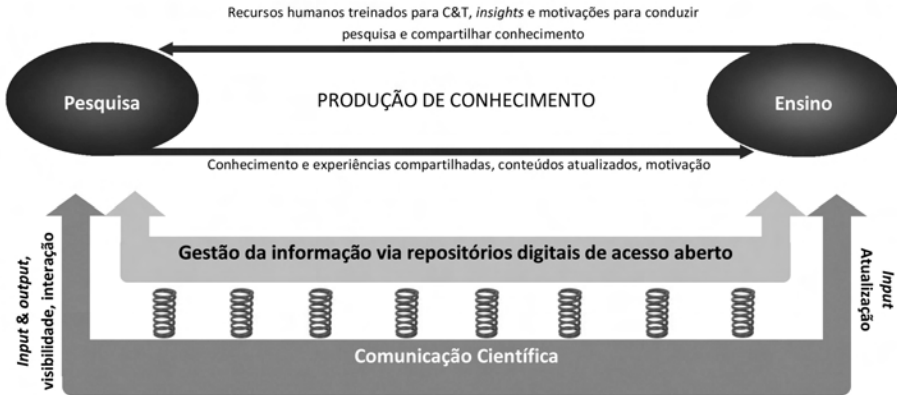 Recursos humanos treinados para C&T, insights e motivações para conduzir
pesquisa e compartilhar conhecimento
Pesquisa
PRODUÇÃO DE CONHECIMENTO
Ensino
Conhecimento e experiências compartilhadas, conteúdos atualizados, motivação
Input & output,
visibilidade, interação
Gestão da informação via repositórios digitais de acesso aberto
Input
Atualização
Comunicação Científica